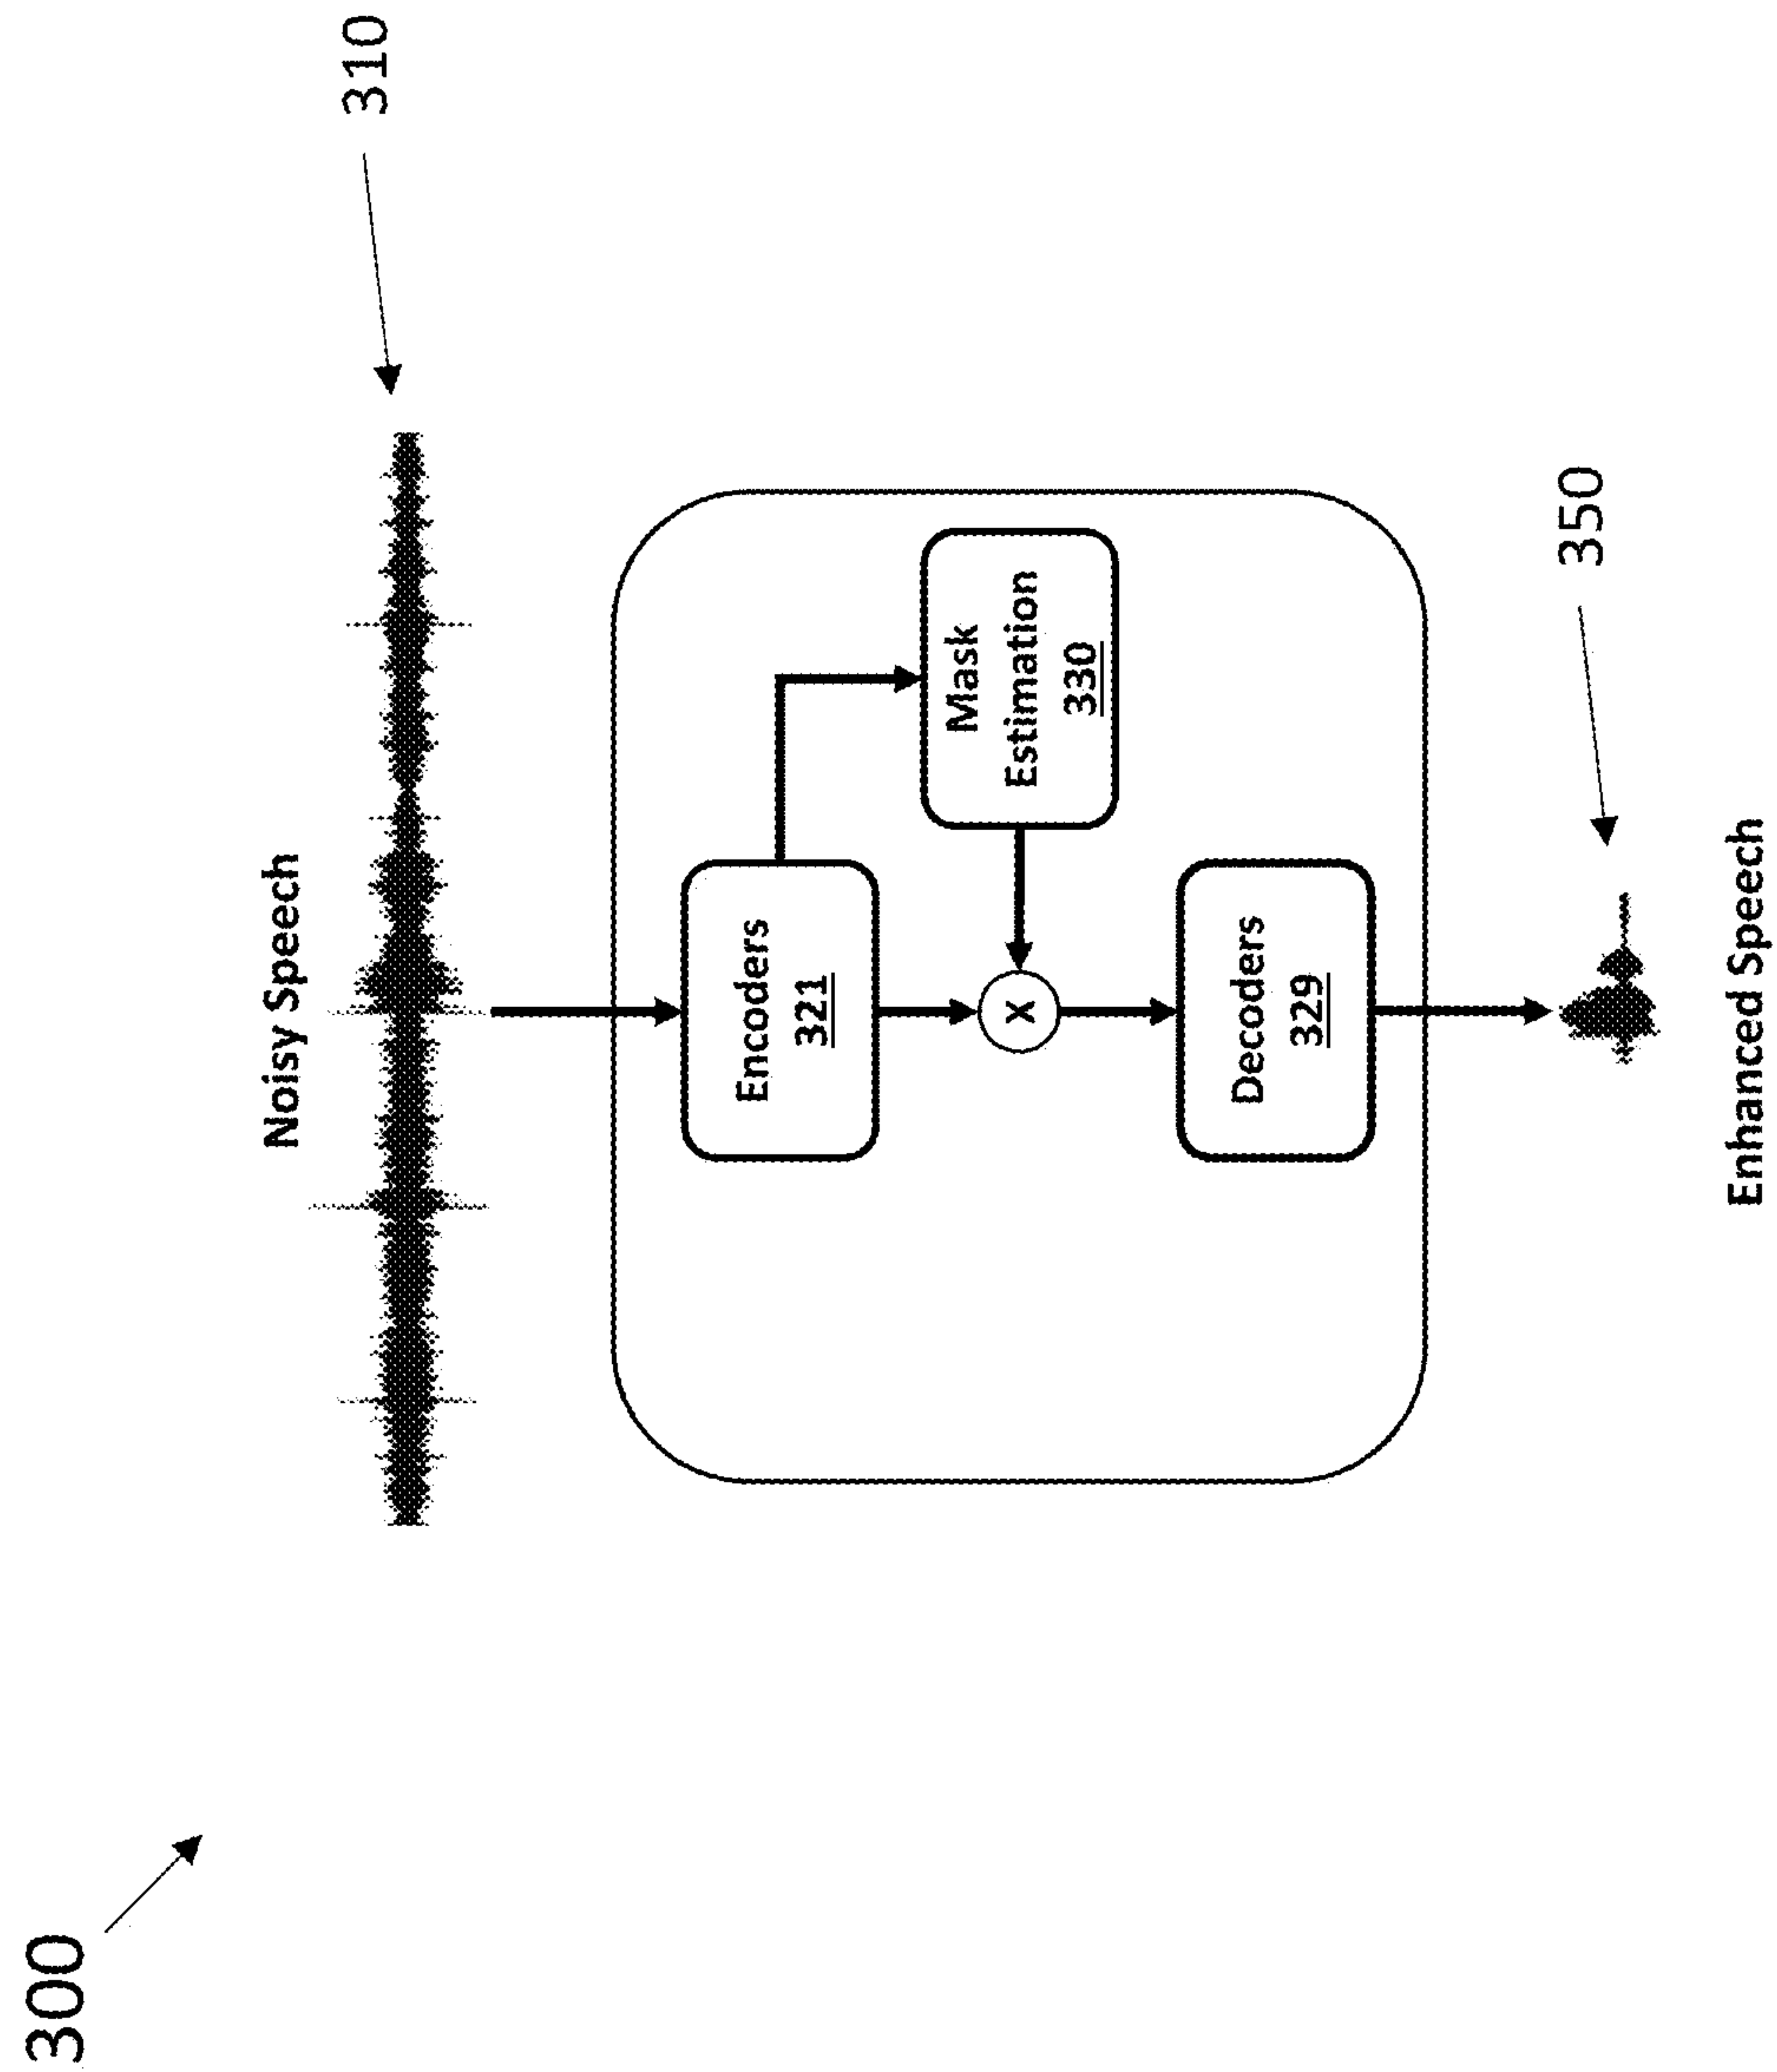 300
Noisy Speech
310
Encoders
321
Mask
Estimation
330
X
Decoders
329
350
Enhanced Speech